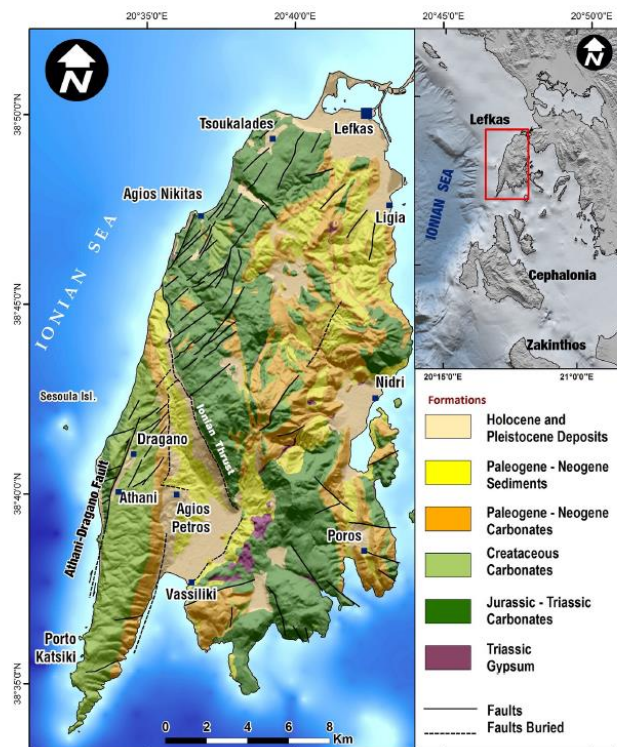 20°35'0"E
20°40'0"E
20°45'0"E
20°50'0"E
N
N
38°50'0"N
38°45'0"N
38°40'0"N
38°35'0"N
Tsoukalades
Lefkas
Agios Nikitas
Ligia
IONIAN SEA
Sesoula Isl.
Nidri
Dragano
Ionian Thrust
Athani
Agios
Petros
Athani-Dragano Fault
Poros
Vassiliki
Porto
Katsiki
0 2 4 6 8
Km
Lefkas
IONIAN SEA
Cephalonia
Zakinthos
20°15'0"E
21°0'0"E
Formations
Holocene and
Pleistocene Deposits
Paleogene - Neogene
Sediments
Paleogene - Neogene
Carbonates
Creataceous
Carbonates
Jurassic - Triassic
Carbonates
Triassic
Gypsum
Faults
Faults Buried